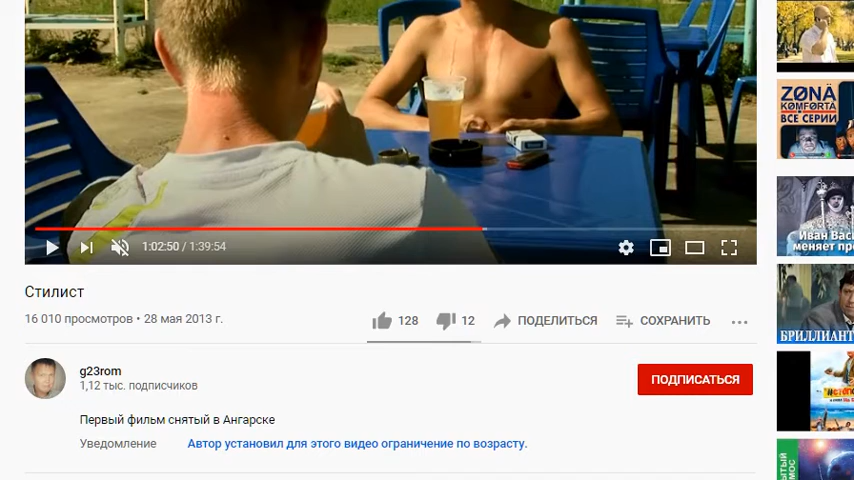 1:02:50 / 1:39:54
Стилист
16 010 просмотров • 28 мая 2013 г.
128
12
ПОДЕЛИТЬСЯ
СОХРАНИТЬ
g23rom
1,12 тыс. подписчиков
ПОДПИСАТЬСЯ
Первый фильм снятый в Ангарске
Уведомление
Автор установил для этого видео ограничение по возрасту.
ZONA
KOMFORTA
ВСЕ СЕРИИ
Иван Вас
меняет про
БРИЛЛИАНТ